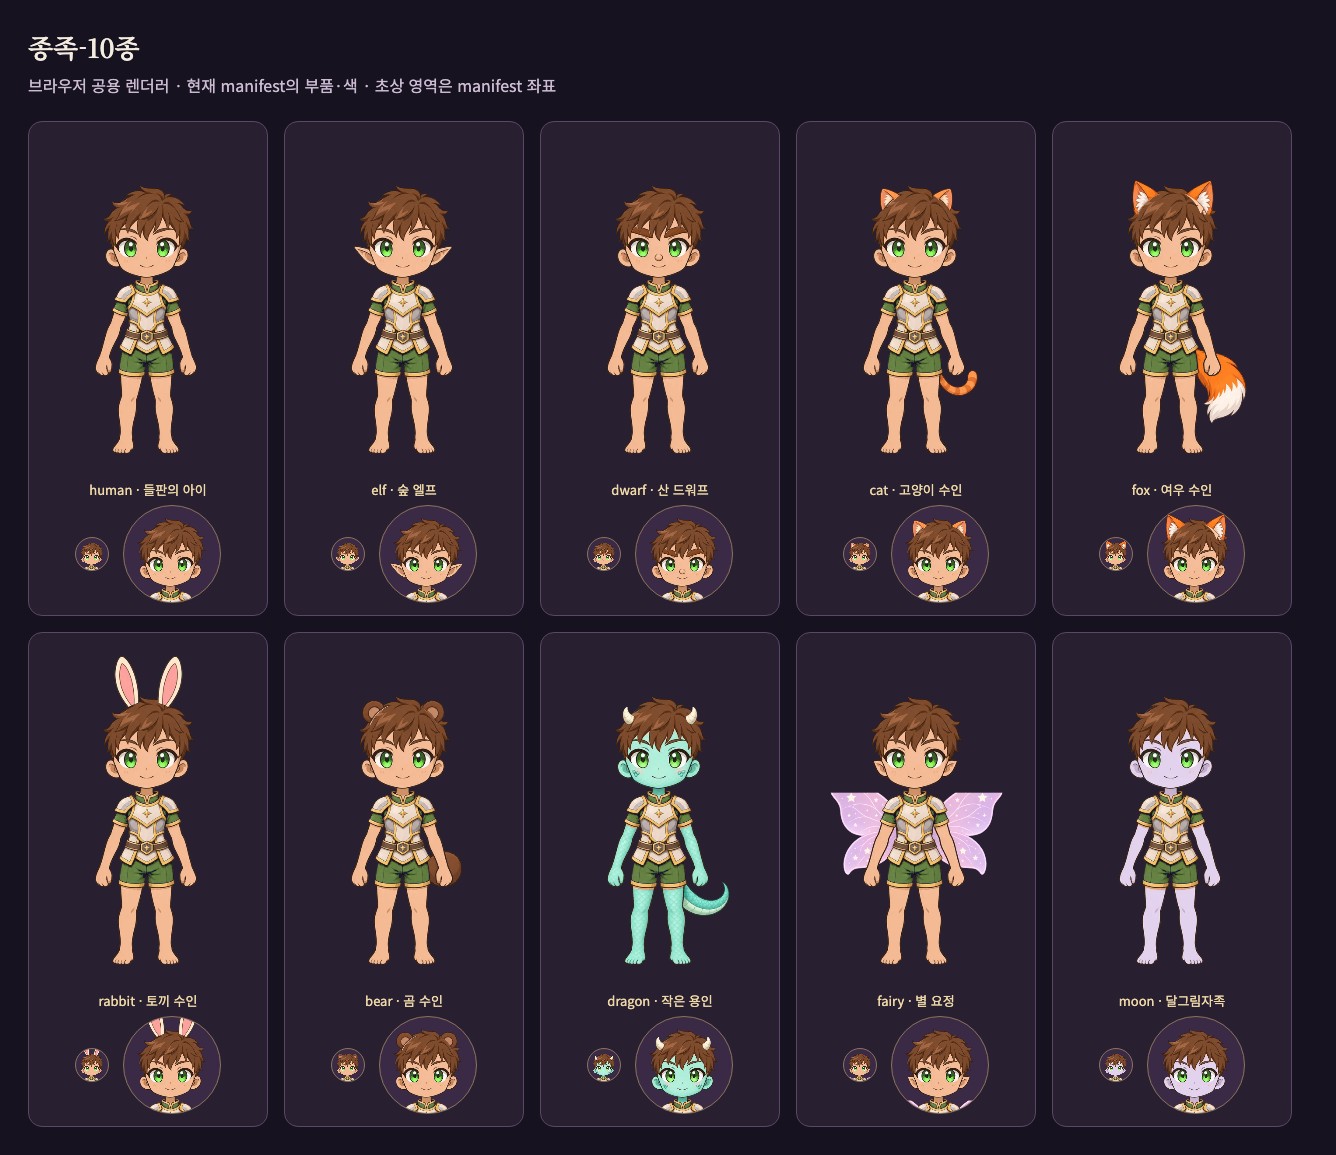 종족-10종
브라우저 공용 렌더러 · 현재 manifest의 부품·색 · 초상 영역은 manifest 좌표
human · 들판의 아이
elf · 숲 엘프
dwarf · 산 드워프
cat · 고양이 수인
fox · 여우 수인
rabbit · 토끼 수인
bear · 곰 수인
dragon · 작은 용인
fairy · 별 요정
moon · 달그림자족